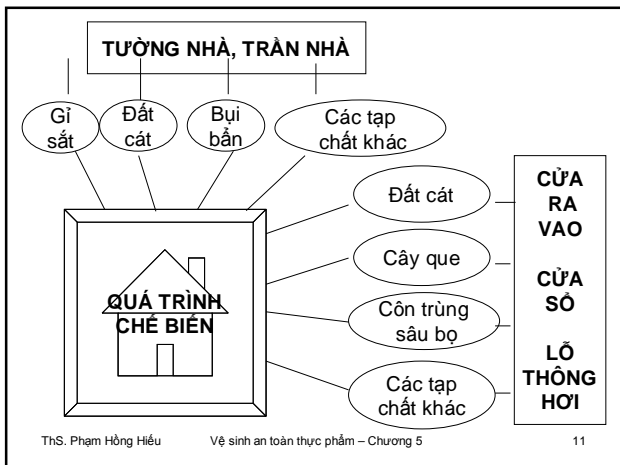 TƯỜNG NHÀ, TRẦN NHÀ
Gỉ
sắt
Đất
cát
Bụi
bẩn
Các tạp
chất khác
Đất cát
Cây que
Côn trùng
sâu bọ
Các tạp
chất khác
CỬA
RA
VAO
CỬA
SỔ
LỖ
THÔNG
HƠI
QUÁ TRÌNH
CHẾ BIẾN
ThS. Phạm Hồng Hiếu Vệ sinh an toàn thực phẩm – Chương 5 11